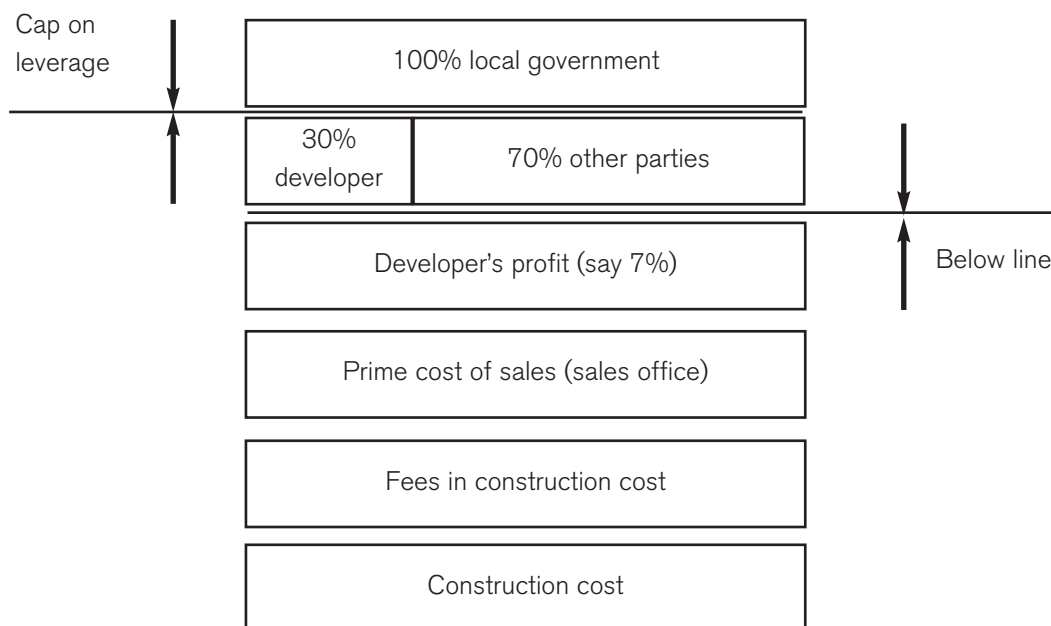 Cap on
leverage
100% local government
30%
developer
70% other parties
Developer’s profit (say 7%)
Below line
Prime cost of sales (sales office)
Fees in construction cost
Construction cost